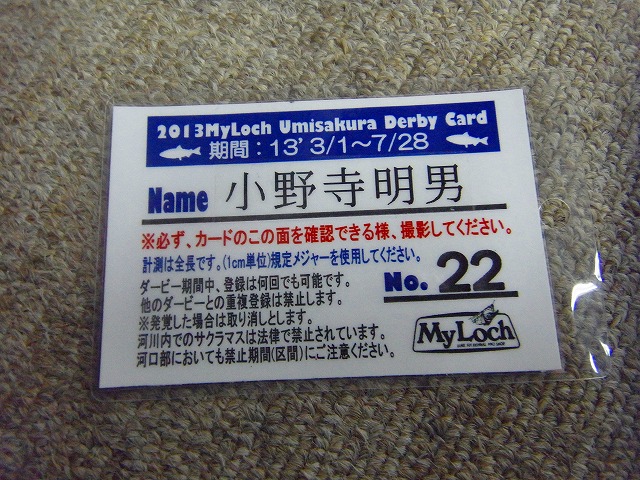 2013MyLoch Umisakura Derby Card
期間：13' 3/1～7/28
Name 小野寺明男
※必ず、カードのこの面を確認できる様、撮影してください。
計測は全長です。(1cm単位)規定メジャーを使用してください。
ダービー期間中、登録は何回でも可能です。
他のダービーとの重複登録は禁止します。
※発覚した場合は取り消しとします。
河川内でのサクラマスは法律で禁止されています。
河口部においても禁止期間(区間)にご注意ください。
No. 22
My Loch